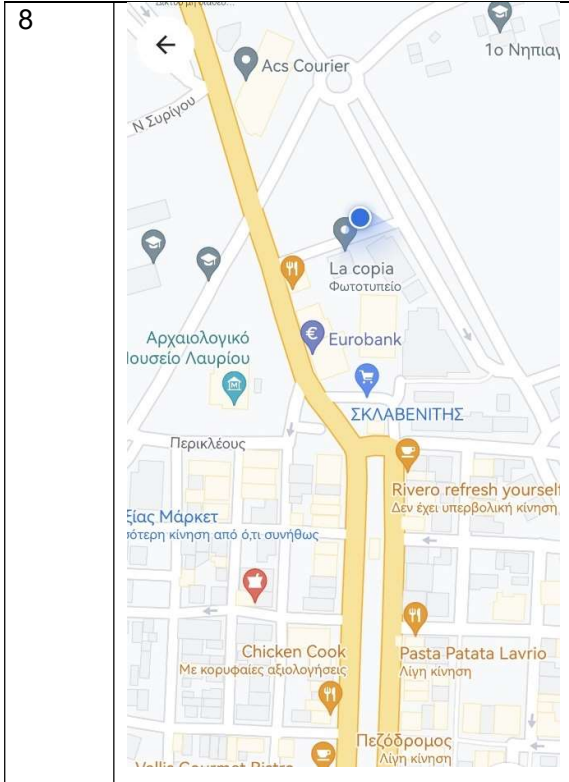 8
Acs Courier
1ο Νηπιαγ
Ν Συρίγου
La copia
Φωτοτυπείο
Eurobank
Αρχαιολογικό
Μουσείο Λαυρίου
ΣΚΛΑΒΕΝΙΤΗΣ
Περικλέους
Rivero refresh yourself
Δεν έχει υπερβολική κίνηση
ξίας Μάρκετ
σότερη κίνηση από ό,τι συνήθως
Chicken Cook
Με κορυφαίες αξιολογήσεις
Pasta Patata Lavrio
Λίγη κίνηση
Πεζόδρομος
Λίγη κίνηση